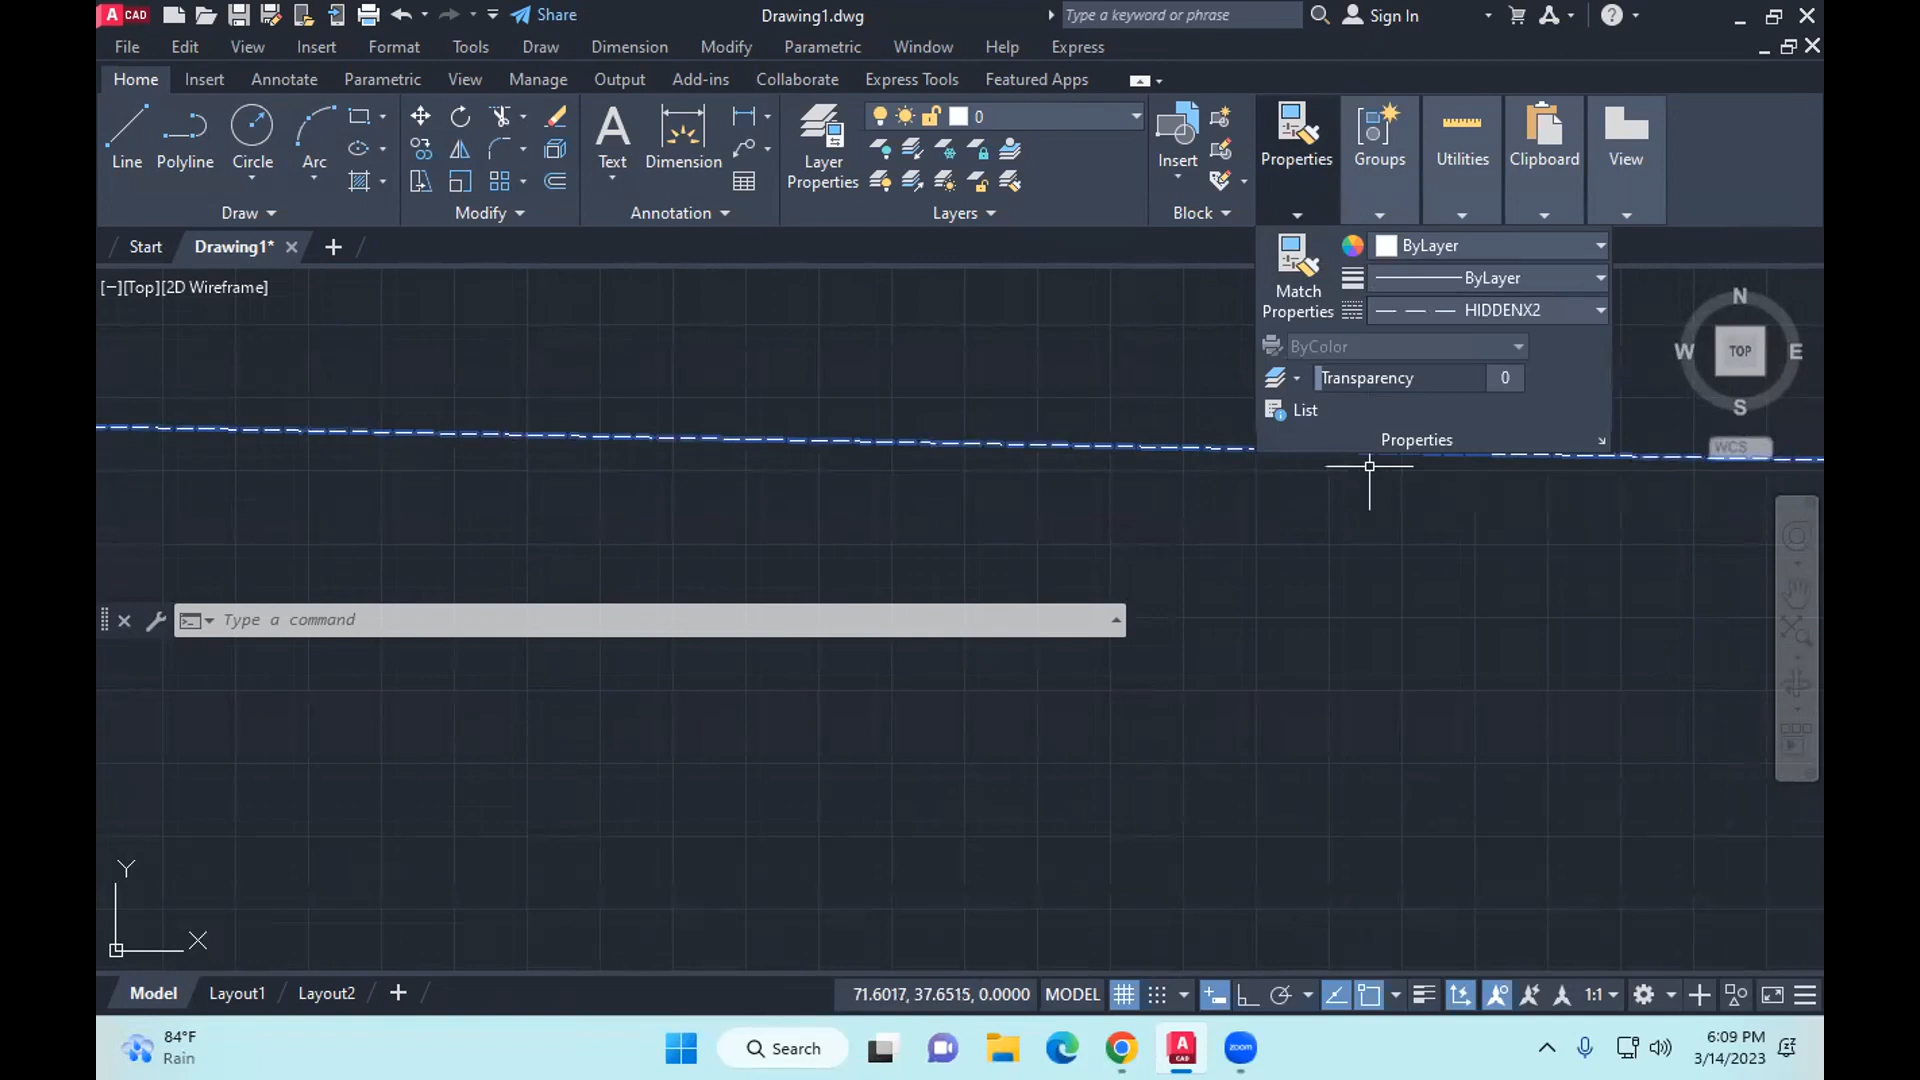 A CAD Share Drawing1.dwg Type a keyword or phrase Sign In
File Edit View Insert Format Tools Draw Dimension Modify Parametric Window Help Express
Home Insert Annotate Parametric View Manage Output Add-ins Collaborate Express Tools Featured Apps
0
Line Polyline Circle Arc Text Dimension Layer Properties Insert Properties Groups Utilities Clipboard View
Draw Modify Annotation Layers Block
Start Drawing1*
ByLayer
[−][Top][2D Wireframe]
ByLayer
Match Properties
HIDDENX2
ByColor
Transparency 0
List
Properties
N
W TOP E
S
WCS
Type a command
Y
X
Model Layout1 Layout2 71.6017, 37.6515, 0.0000 MODEL 1:1
84°F
Rain
Search
A CAD
zoom
6:09 PM
3/14/2023